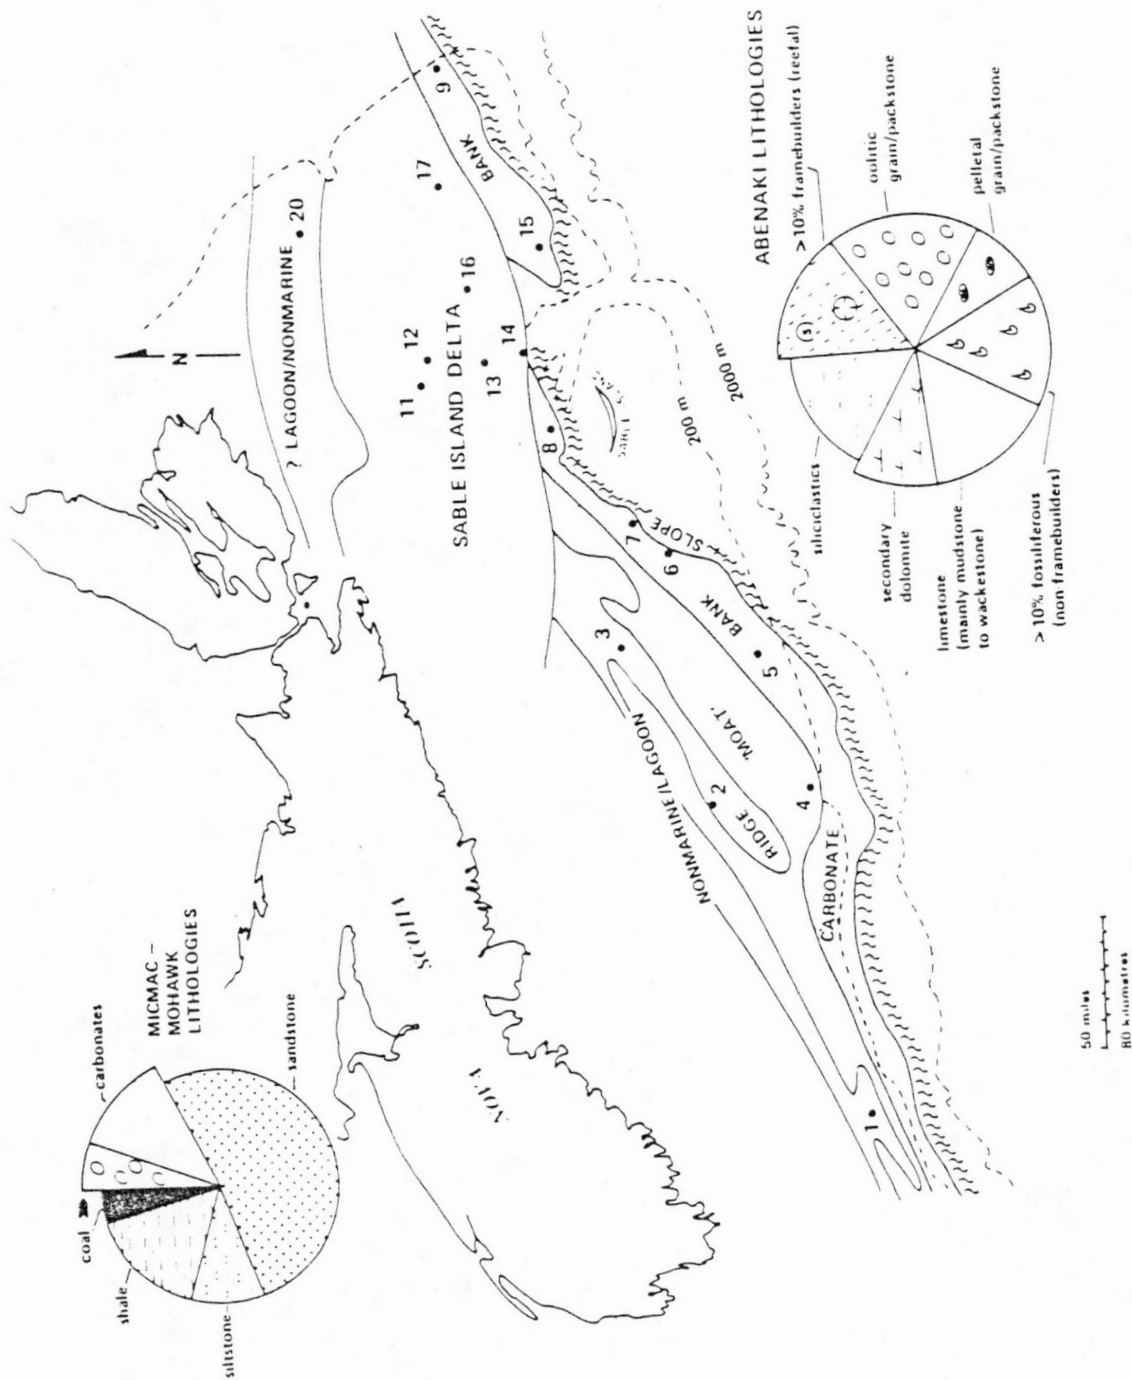 MICMAC –
MOHAWK
LITHOLOGIES
carbonates
coal
shale
siltstone
sandstone
N
? LAGOON/NONMARINE
20
SABLE ISLAND DELTA
11
12
13
14
16
17
BANK
9
15
8
SABLE
200 m
2000 m
SLOPE
7
6
BANK
5
3
'MOAT'
RIDGE
2
4
NONMARINE/LAGOON
CARBONATE
1
NOVA
SCOTIA
50 miles
80 kilometres
ABENAKI LITHOLOGIES
>10% framebuilders (reefal)
S
oolitic
grain/packstone
pelletal
grain/packstone
> 10% fossiliferous
(non framebuilders)
limestone
(mainly mudstone
to wackestone)
secondary
dolomite
siliciclastics